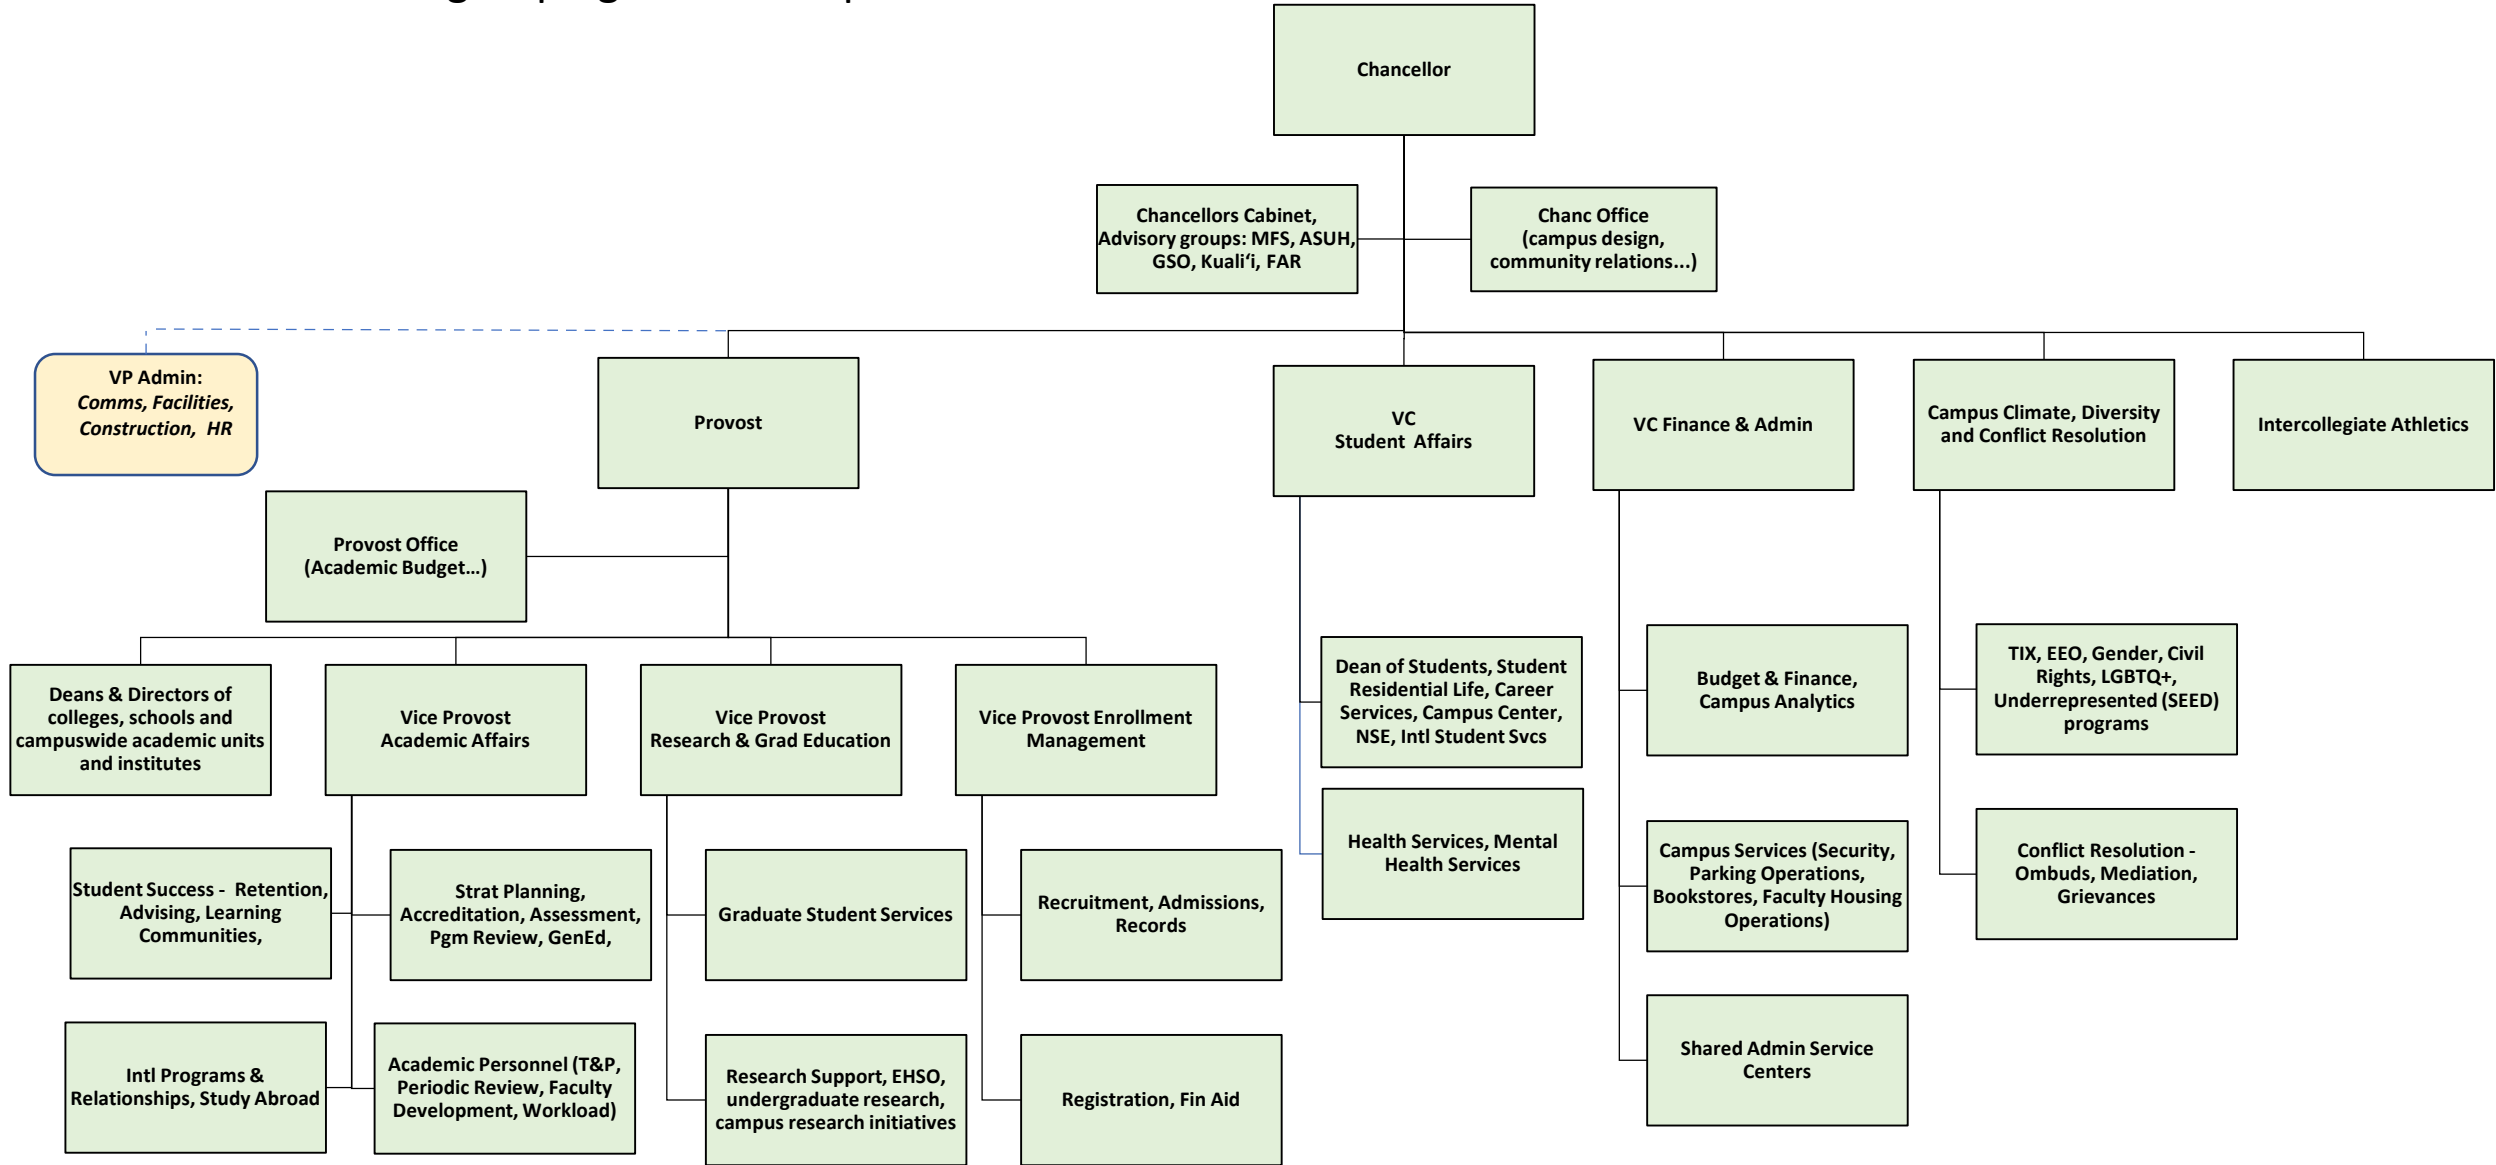 Chancellor
Chancellors Cabinet,
Advisory groups: MFS, ASUH,
GSO, Kualiʻi, FAR
Chanc Office
(campus design,
community relations...)
VP Admin:
Comms, Facilities,
Construction, HR
Provost
VC
Student Affairs
VC Finance & Admin
Campus Climate, Diversity
and Conflict Resolution
Intercollegiate Athletics
Provost Office
(Academic Budget…)
Deans & Directors of
colleges, schools and
campuswide academic units
and institutes
Vice Provost
Academic Affairs
Vice Provost
Research & Grad Education
Vice Provost Enrollment
Management
Dean of Students, Student
Residential Life, Career
Services, Campus Center,
NSE, Intl Student Svcs
Budget & Finance,
Campus Analytics
TIX, EEO, Gender, Civil
Rights, LGBTQ+,
Underrepresented (SEED)
programs
Health Services, Mental
Health Services
Campus Services (Security,
Parking Operations,
Bookstores, Faculty Housing
Operations)
Conflict Resolution -
Ombuds, Mediation,
Grievances
Student Success - Retention,
Advising, Learning
Communities,
Strat Planning,
Accreditation, Assessment,
Pgm Review, GenEd,
Graduate Student Services
Recruitment, Admissions,
Records
Intl Programs &
Relationships, Study Abroad
Academic Personnel (T&P,
Periodic Review, Faculty
Development, Workload)
Research Support, EHSO,
undergraduate research,
campus research initiatives
Registration, Fin Aid
Shared Admin Service
Centers